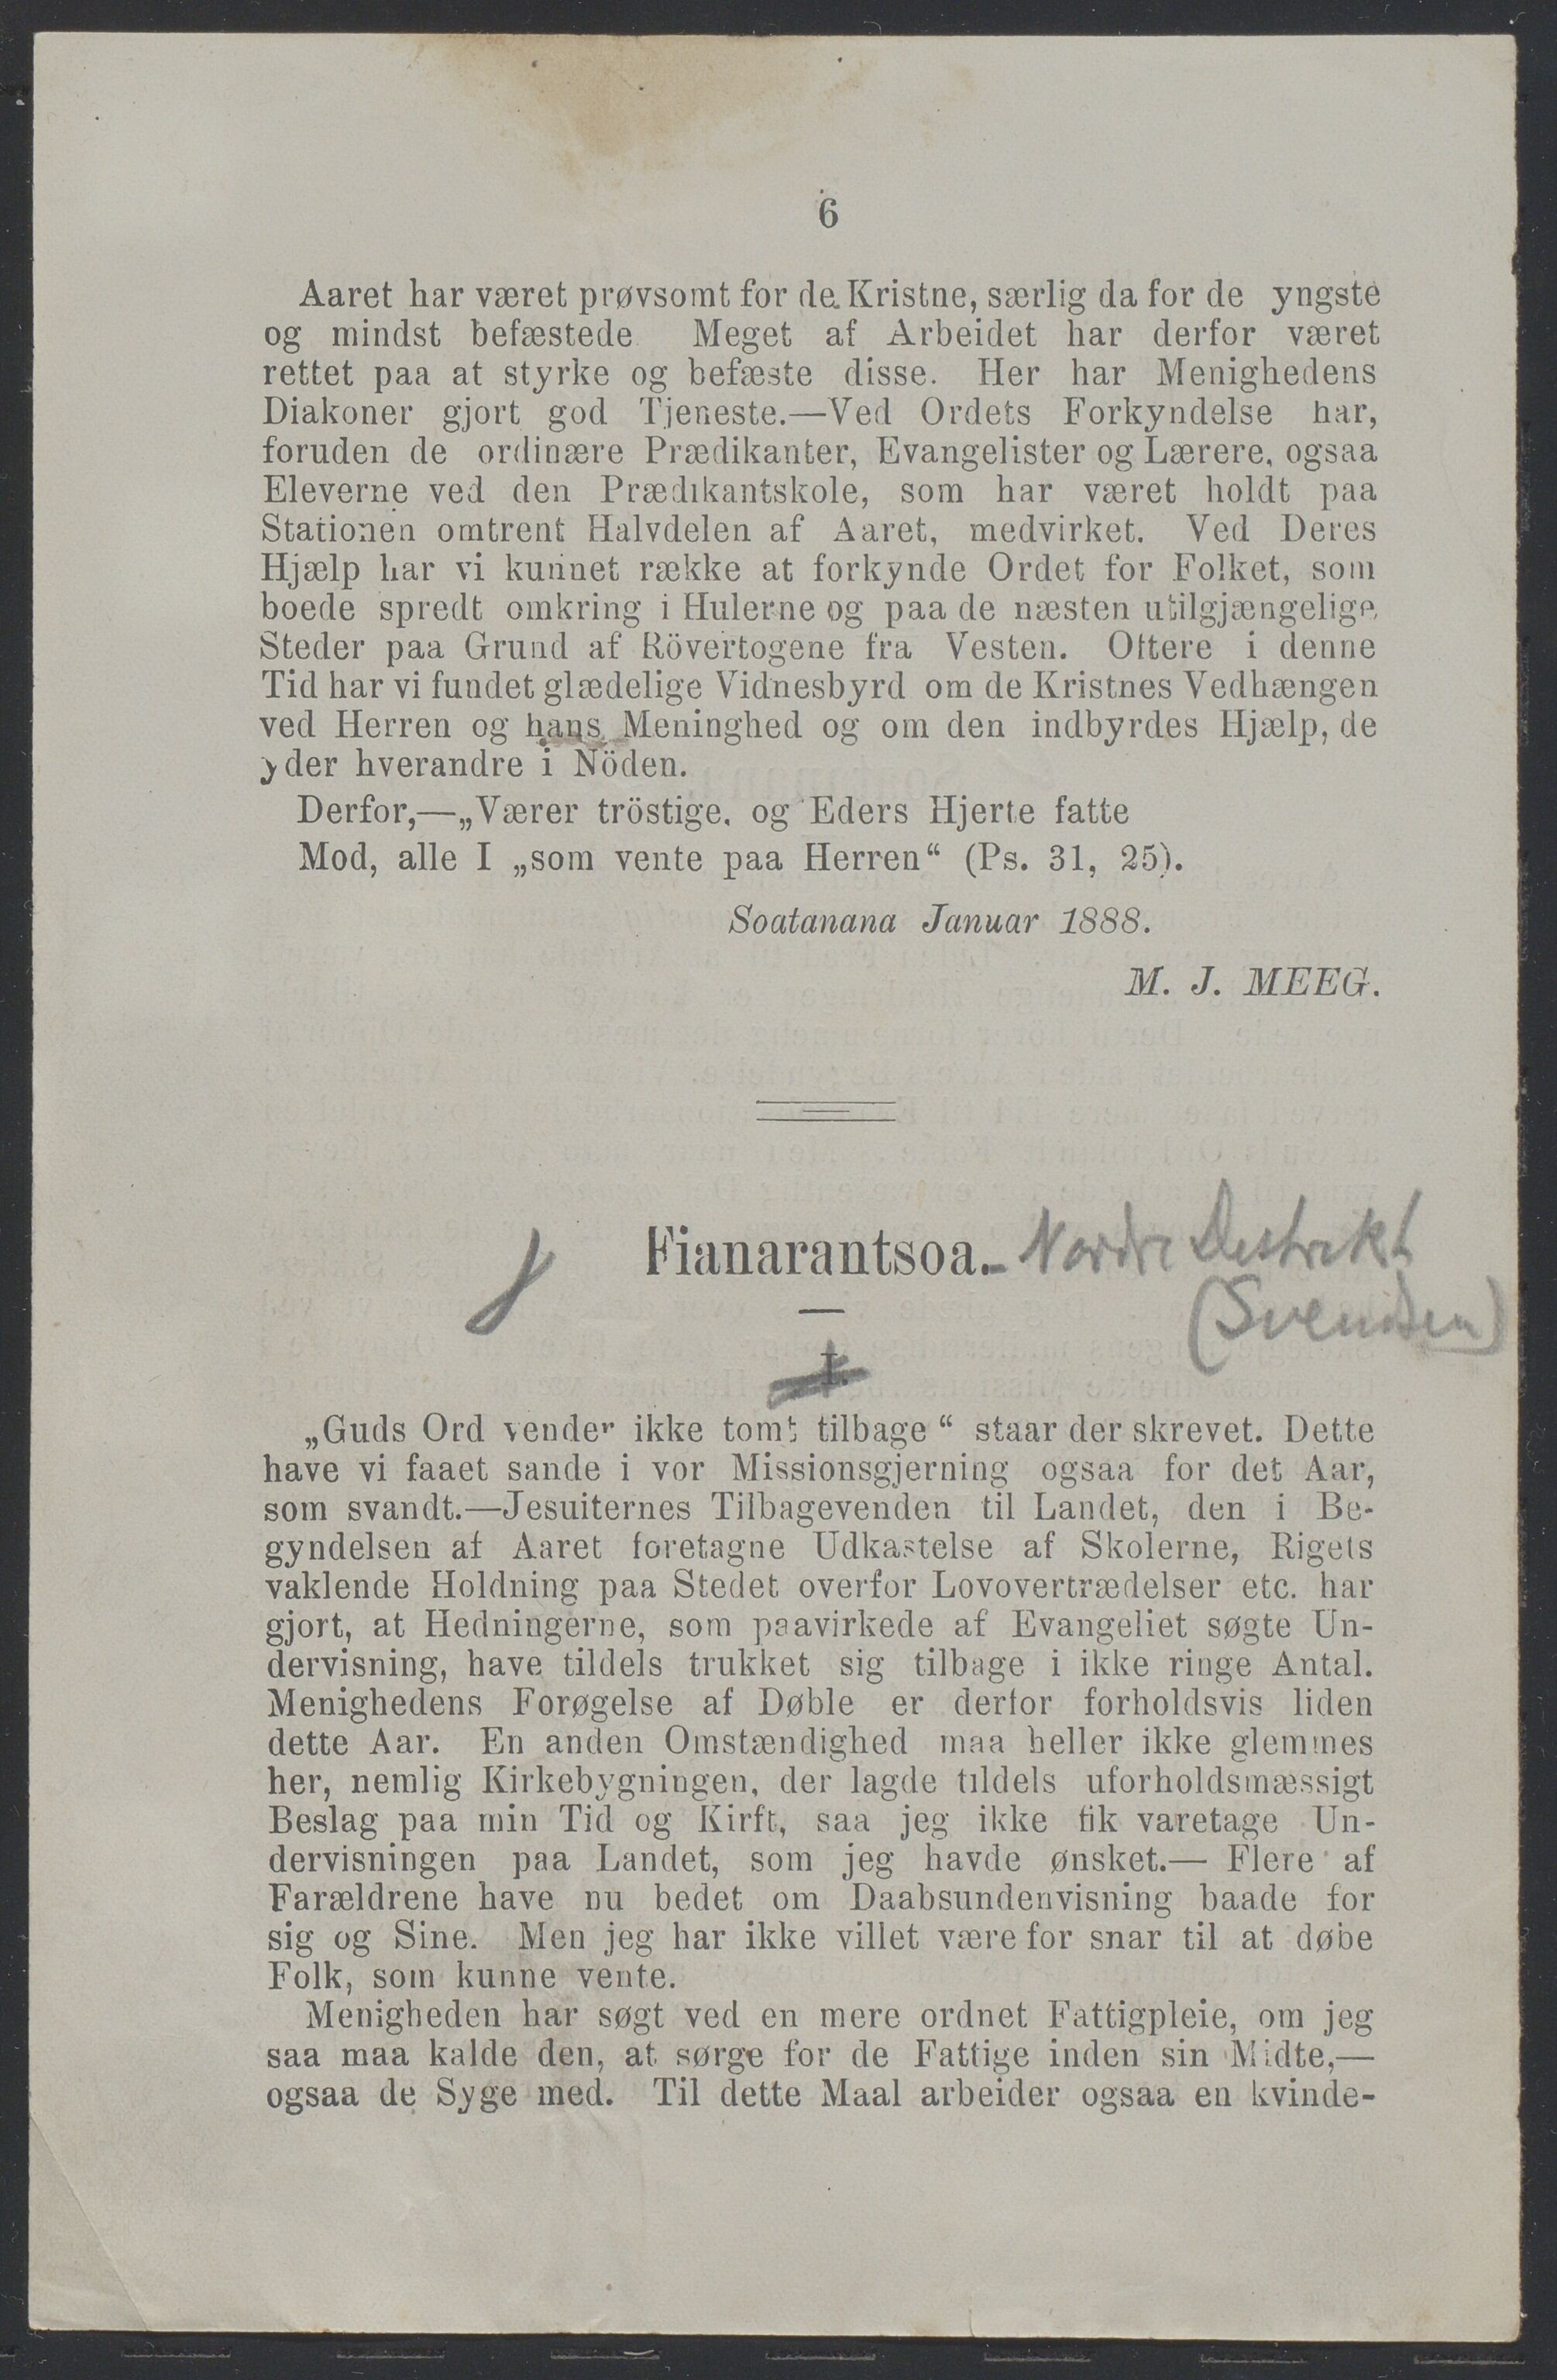 6
Aaret har været prøvsomt for de Kristne, særlig da for de yngste
og mindst befæstede Meget af Arbeidet har derfor været
rettet paa at styrke og befæste disse. Her har Menighedens
Diakoner gjort god Tjeneste.—Ved Ordets Forkyndelse har,
foruden de ordinære Prædikanter, Evangelister og Lærere, ogsaa
Eleverne ved den Prædikantskole, som har været holdt paa
Stationen omtrent Halvdelen af Aaret, medvirket. Ved Deres
Hjælp har vi kunnet række at forkynde Ordet for Folket, som
boede spredt omkring i Hulerne og paa de næsten utilgjængelige
Steder paa Grund af Rövertogene fra Vesten. Oftere i denne
Tid har vi fundet glædelige Vidnesbyrd om de Kristnes Vedhængen
ved Herren og hans Meninghed og om den indbyrdes Hjælp, de
yder hverandre i Nöden.
Derfor,—„Værer tröstige, og Eders Hjerte fatte
Mod, alle I „som vente paa Herren“ (Ps. 31, 25).
Soatanana Januar 1888.
M. J. MEEG.
Fianarantsoa.- Nordre Distrikt
(Svendsen)
I.
„Guds Ord vender ikke tomt tilbage“ staar der skrevet. Dette
have vi faaet sande i vor Missionsgjerning ogsaa for det Aar,
som svandt.—Jesuiternes Tilbagevenden til Landet, den i Be-
gyndelsen af Aaret foretagne Udkastelse af Skolerne, Rigets
vaklende Holdning paa Stedet overfor Lovovertrædelser etc. har
gjort, at Hedningerne, som paavirkede af Evangeliet søgte Un-
dervisning, have tildels trukket sig tilbage i ikke ringe Antal.
Menighedens Forøgelse af Døble er derfor forholdsvis liden
dette Aar. En anden Omstændighed maa heller ikke glemmes
her, nemlig Kirkebygningen, der lagde tildels uforholdsmæssigt
Beslag paa min Tid og Kirft, saa jeg ikke fik varetage Un-
dervisningen paa Landet, som jeg havde ønsket.— Flere af
Farældrene have nu bedet om Daabsundenvisning baade for
sig og Sine. Men jeg har ikke villet være for snar til at døbe
Folk, som kunne vente.
Menigheden har søgt ved en mere ordnet Fattigpleie, om jeg
saa maa kalde den, at sørge for de Fattige inden sin Midte,—
ogsaa de Syge med. Til dette Maal arbeider ogsaa en kvinde-